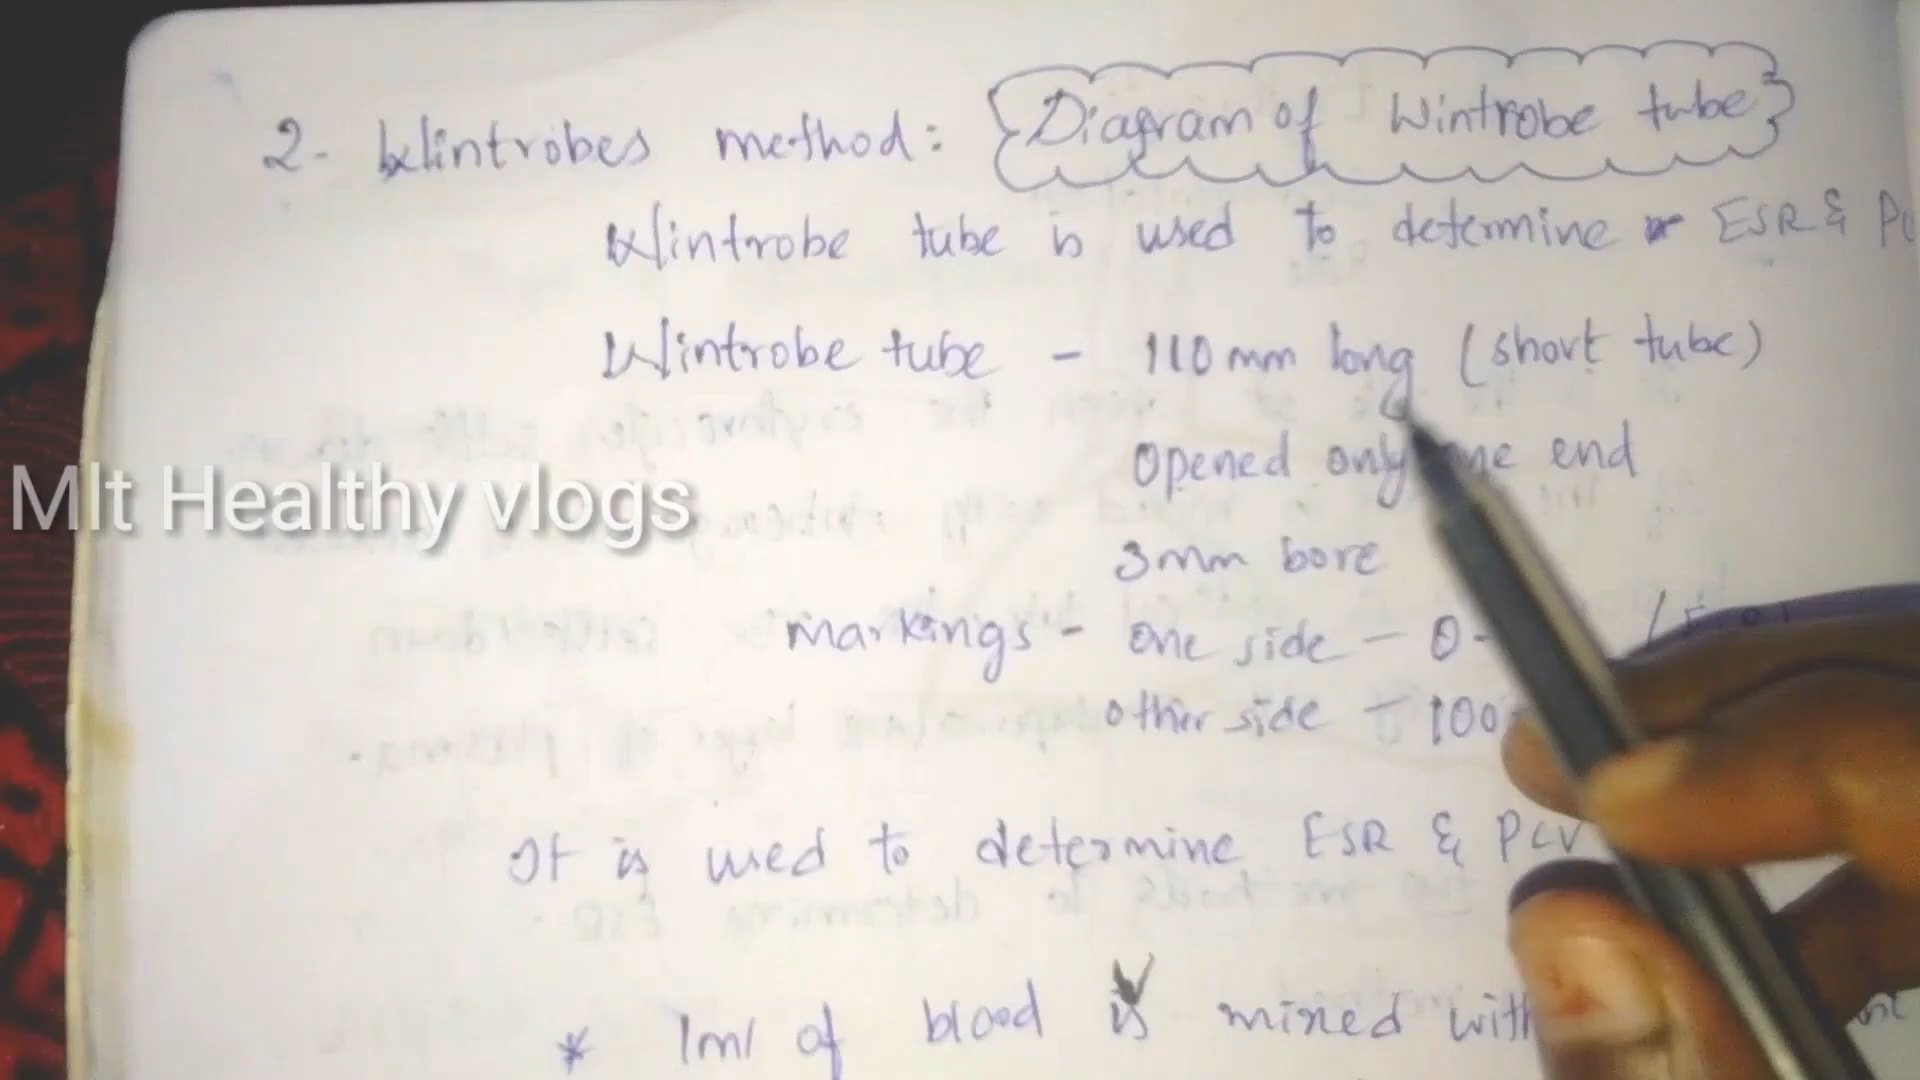 2- Wintrobes method: {Diagram of Wintrobe tube}
Wintrobe tube is used to determine ESR &
Wintrobe tube - 110 mm long (short tube)
Opened only end
3mm bore
markings - one side - 0-
other side - 100
Mlt Healthy vlogs
It is used to determine ESR & PCV
* 1ml of blood is mixed with